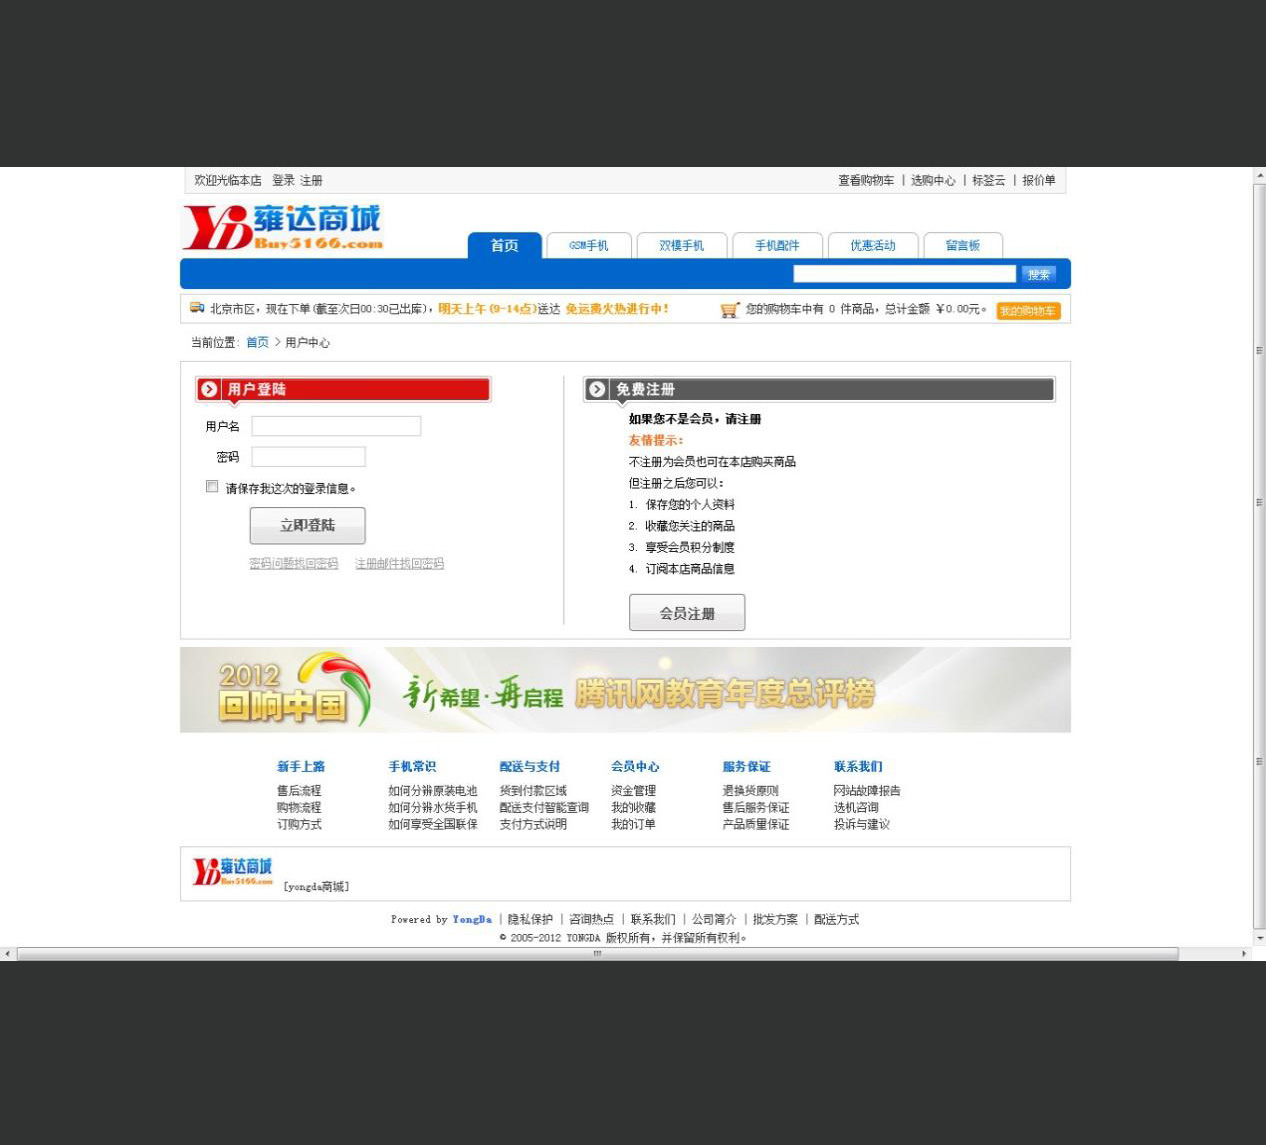 欢迎光临本店 登录 注册
查看购物车 | 选购中心 | 标签云 | 报价单
YD 雍达商城
Buy5166.com
首页 GSM手机 双模手机 手机配件 优惠活动 留言板
搜索
北京市区，现在下单(截至次日00:30已出库)，明天上午(9-14点)送达 免运费火热进行中！
您的购物车中有 0 件商品，总计金额 ￥0.00元。 我的购物车
当前位置: 首页 > 用户中心
用户登陆
用户名
密码
请保存我这次的登录信息。
立即登陆
密码问题找回密码 注册邮件找回密码
免费注册
如果您不是会员，请注册
友情提示：
不注册为会员也可在本店购买商品
但注册之后您可以：
1. 保存您的个人资料
2. 收藏您关注的商品
3. 享受会员积分制度
4. 订阅本店商品信息
会员注册
2012
回响中国
新希望·再启程 腾讯网教育年度总评榜
新手上路 手机常识 配送与支付 会员中心 服务保证 联系我们
售后流程 如何分辨原装电池 货到付款区域 资金管理 退换货原则 网站故障报告
购物流程 如何分辨水货手机 配送支付智能查询 我的收藏 售后服务保证 选机咨询
订购方式 如何享受全国联保 支付方式说明 我的订单 产品质量保证 投诉与建议
YD 雍达商城
Buy5166.com
[yongda商城]
Powered by YongDa | 隐私保护 | 咨询热点 | 联系我们 | 公司简介 | 批发方案 | 配送方式
© 2005-2012 YONGDA 版权所有，并保留所有权利。